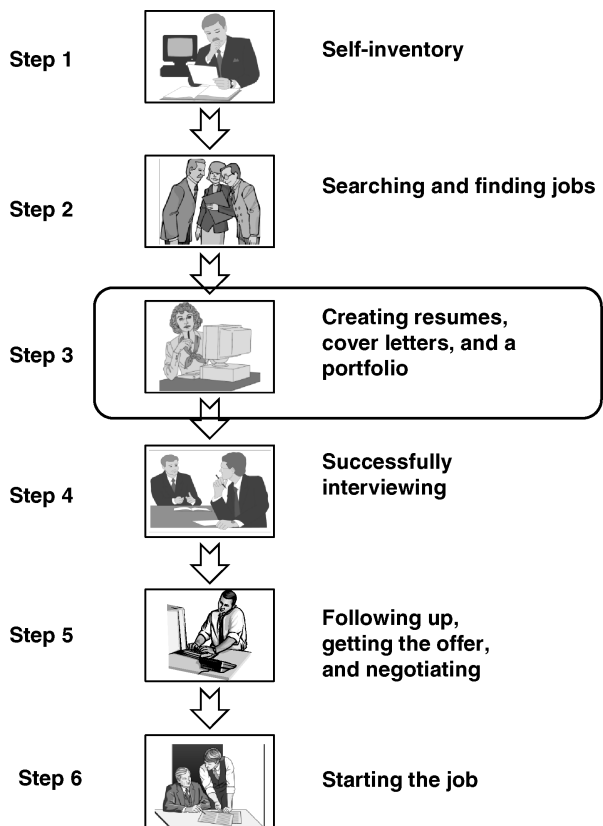 Step 1
Self-inventory
Step 2
Searching and finding jobs
Step 3
Creating resumes,
cover letters, and a
portfolio
Step 4
Successfully
interviewing
Step 5
Following up,
getting the offer,
and negotiating
Step 6
Starting the job